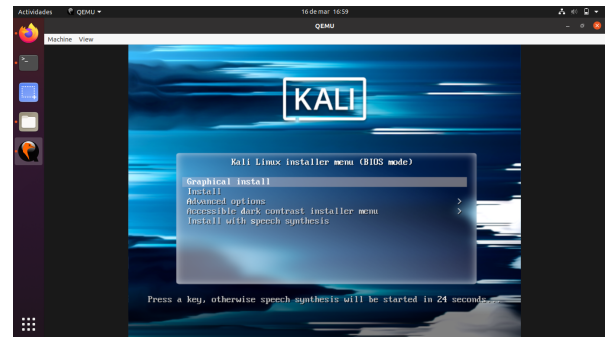 Actividades QEMU 16 de mar 16:59
QEMU
Machine View
KALI
Kali Linux installer menu (BIOS mode)
Graphical install
Install
Advanced options >
Accessible dark contrast installer menu >
Install with speech synthesis
Press a key, otherwise speech synthesis will be started in 24 seconds...